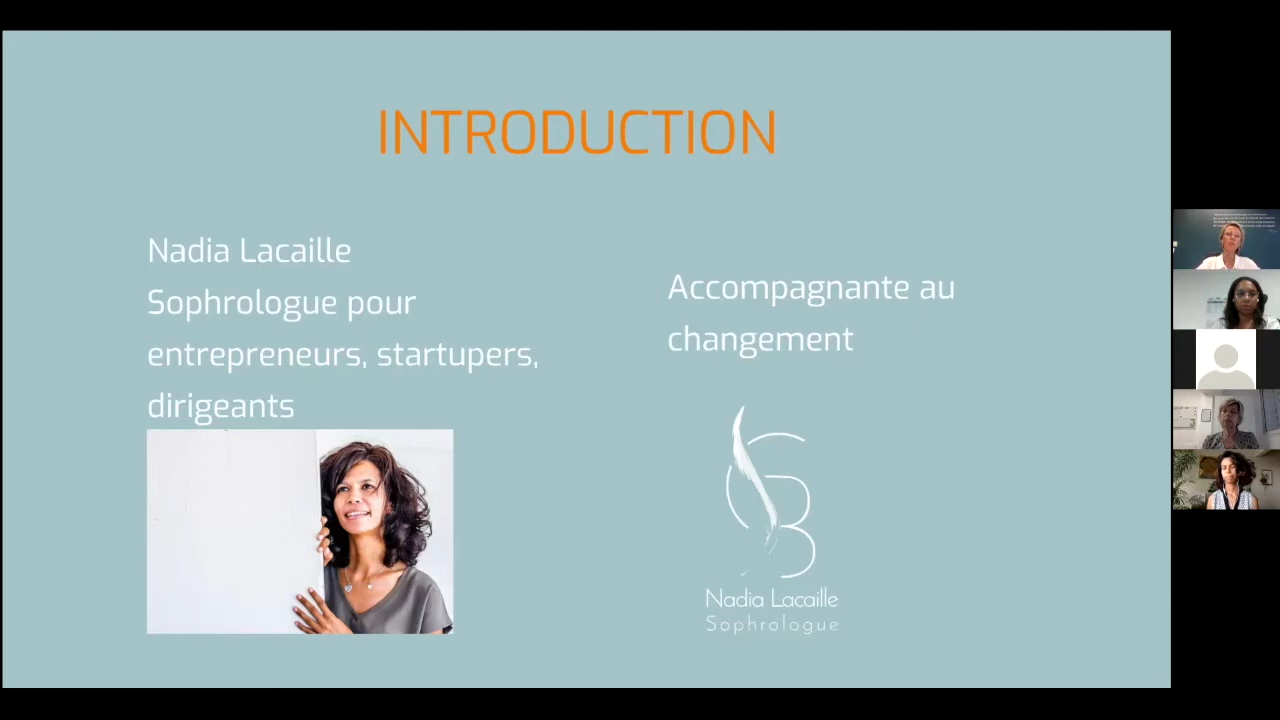 INTRODUCTION
Nadia Lacaille
Sophrologue pour
entrepreneurs, startupers,
dirigeants
Accompagnante au
changement
Nadia Lacaille
Sophrologue